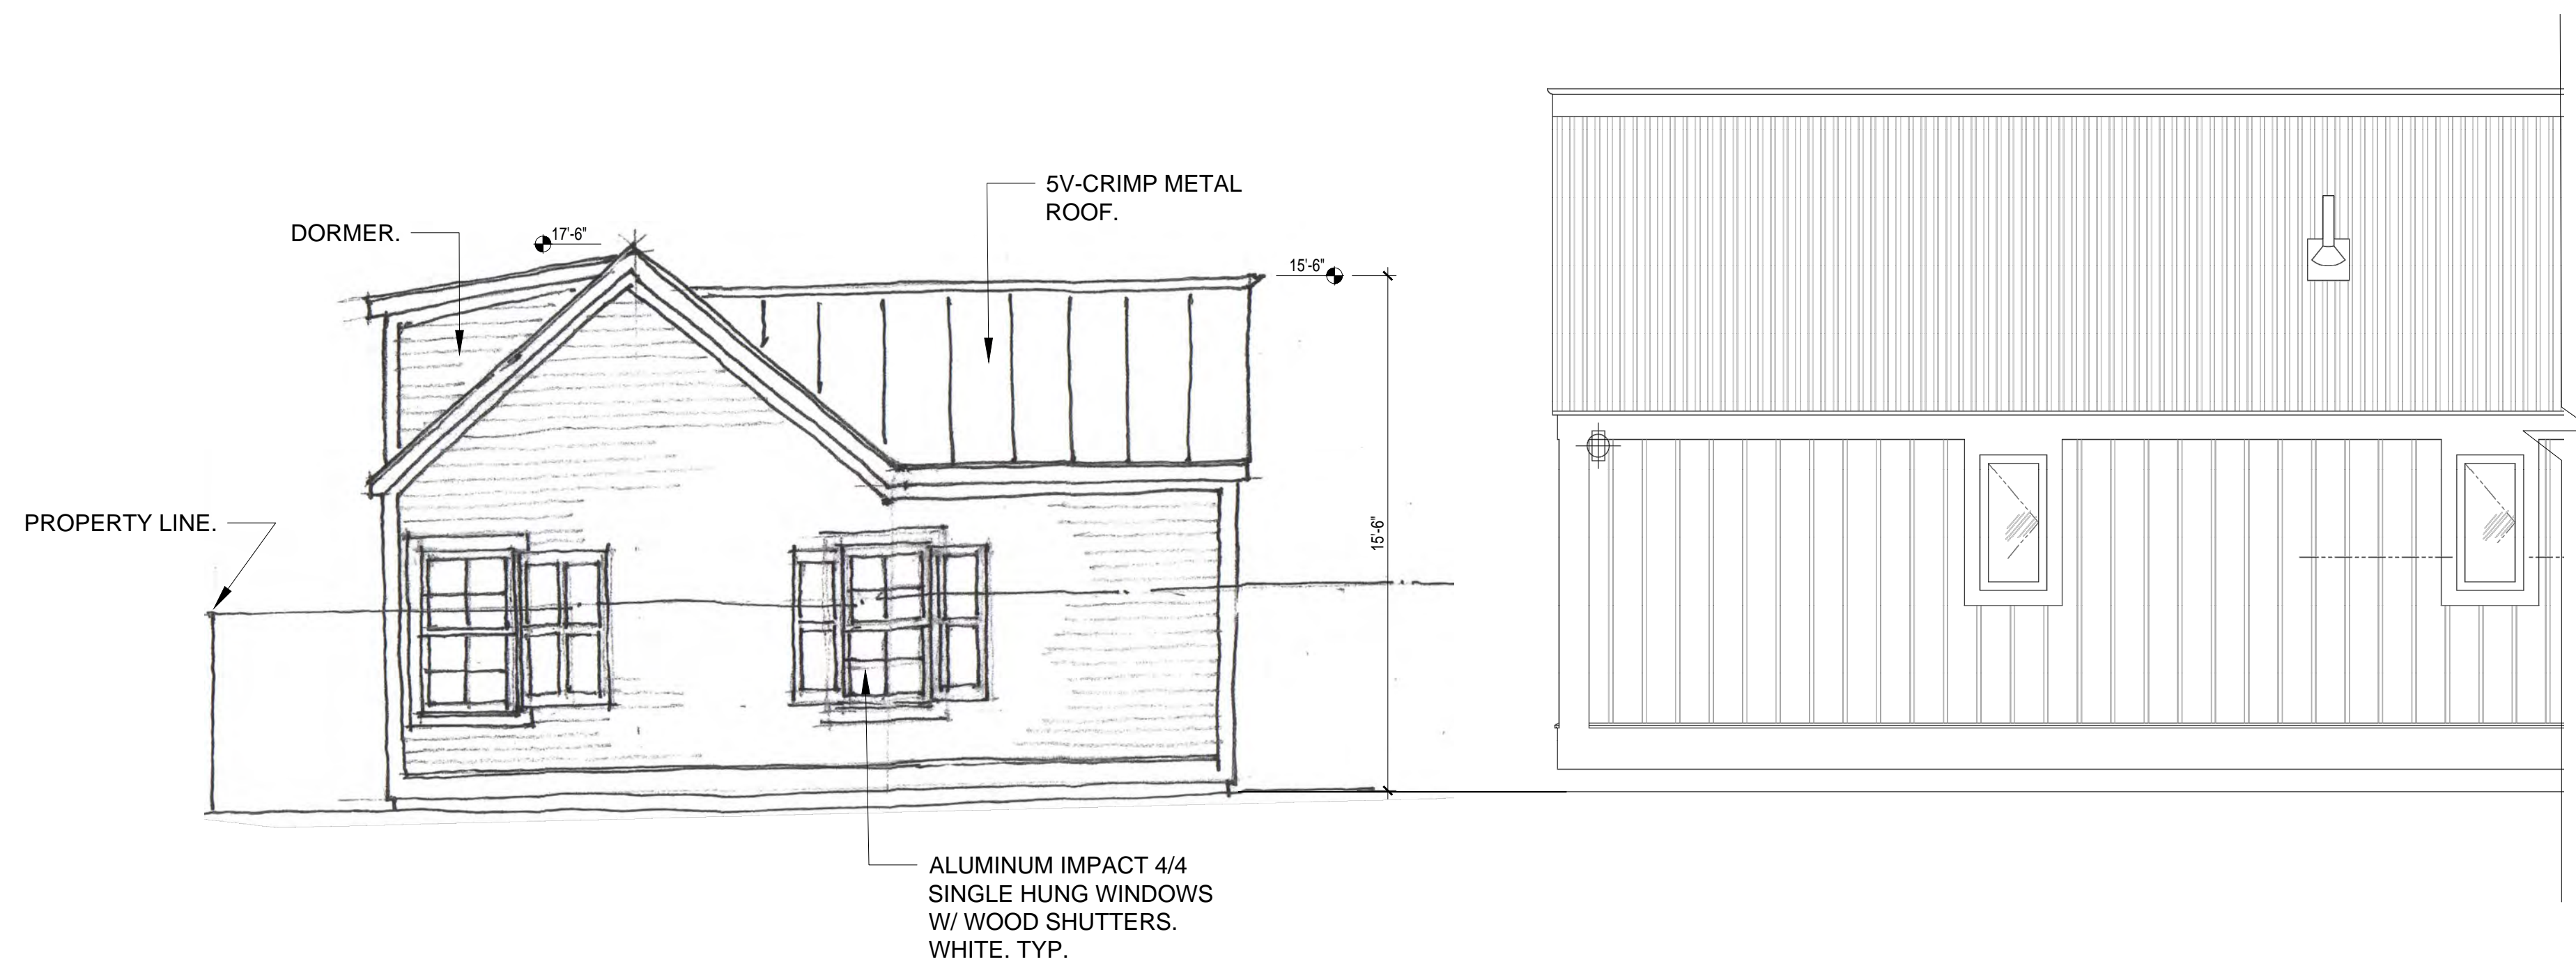 5V-CRIMP METAL
ROOF.
DORMER.
17'-6"
15'-6"
PROPERTY LINE.
15'-6"
ALUMINUM IMPACT 4/4
SINGLE HUNG WINDOWS
W/ WOOD SHUTTERS.
WHITE. TYP.